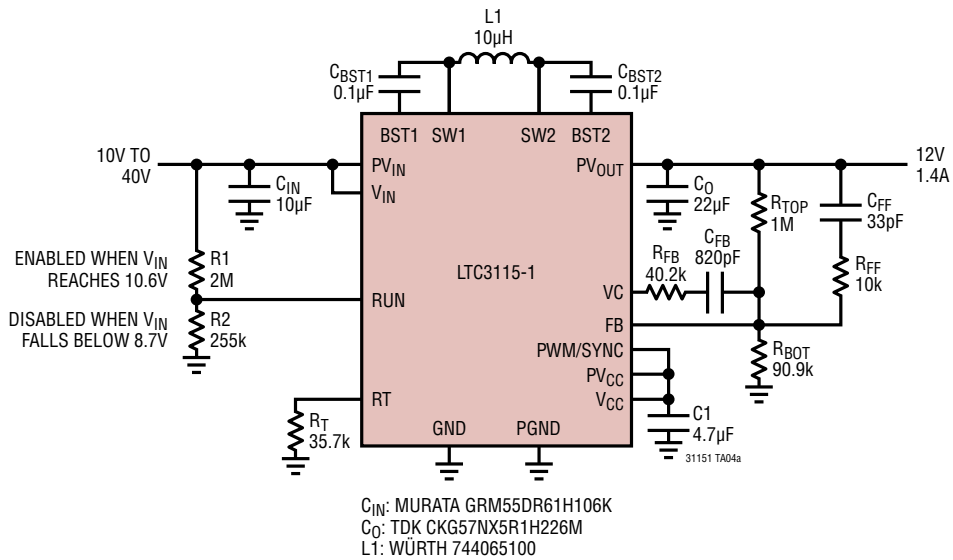 L1
10µH
CBST1
0.1µF
CBST2
0.1µF
BST1 SW1 SW2 BST2
10V TO
40V
PVIN
VIN
PVOUT
12V
1.4A
CIN
10µF
CO
22µF
RTOP
1M
CFF
33pF
RFB
40.2k
CFB
820pF
RFF
10k
ENABLED WHEN VIN
REACHES 10.6V
R1
2M
LTC3115-1
RUN
VC
FB
DISABLED WHEN VIN
FALLS BELOW 8.7V
R2
255k
PWM/SYNC
PVCC
VCC
RBOT
90.9k
RT
RT
35.7k
GND PGND
C1
4.7µF
31151 TA04a
CIN: MURATA GRM55DR61H106K
CO: TDK CKG57NX5R1H226M
L1: WÜRTH 744065100